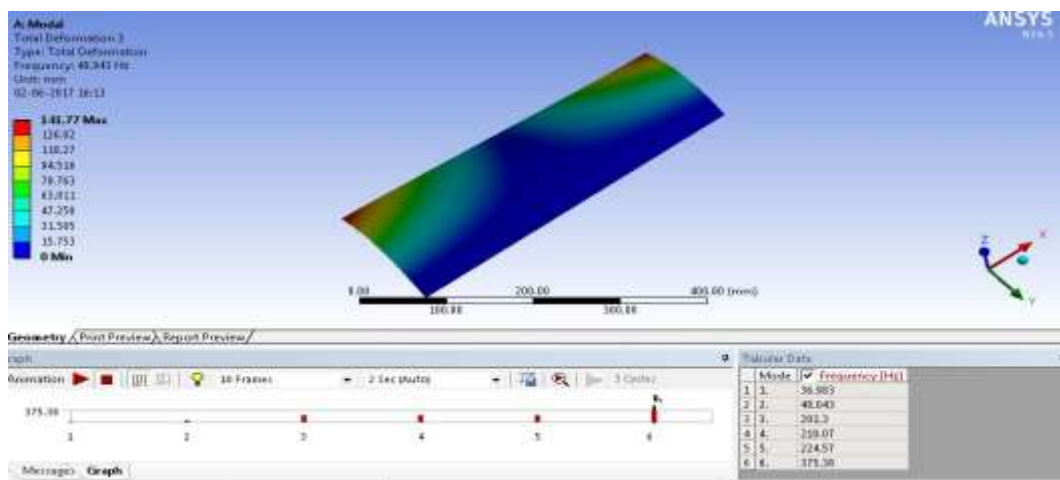 A: Modal
Total Deformation 3
Type: Total Deformation
Frequency: 48.043 Hz
Unit: mm
02-06-2017 16:13
ANSYS
141.77 Max
126.02
110.27
94.516
78.763
63.011
47.258
31.505
15.753
0 Min
Z
X
Y
0.00
200.00
400.00 (mm)
100.00
300.00
Geometry
Print Preview
Report Preview
Tabular Data
10 Frames
2 Sec (Auto)
3 Cycles
375.38
1
2
3
4
5
6
Mode
Frequency [Hz]
1 1. 36.983
2 2. 48.043
3 3.
4 4.
5 5. 224.57
6 6. 375.38
Messages
Graph